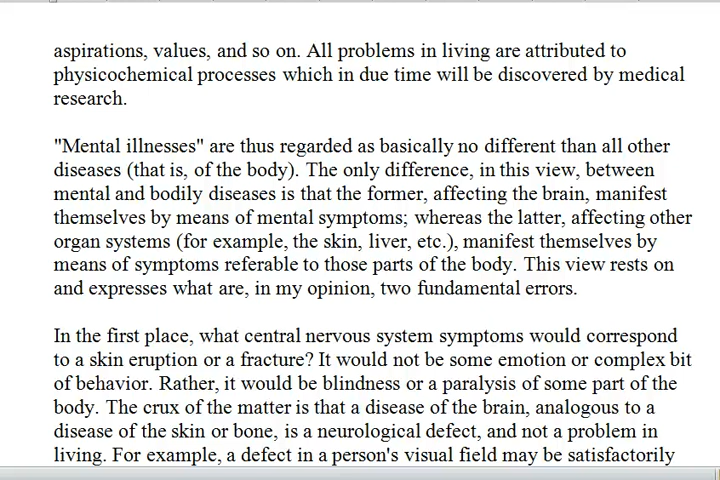 aspirations, values, and so on. All problems in living are attributed to
physicochemical processes which in due time will be discovered by medical
research.
"Mental illnesses" are thus regarded as basically no different than all other
diseases (that is, of the body). The only difference, in this view, between
mental and bodily diseases is that the former, affecting the brain, manifest
themselves by means of mental symptoms; whereas the latter, affecting other
organ systems (for example, the skin, liver, etc.), manifest themselves by
means of symptoms referable to those parts of the body. This view rests on
and expresses what are, in my opinion, two fundamental errors.
In the first place, what central nervous system symptoms would correspond
to a skin eruption or a fracture? It would not be some emotion or complex bit
of behavior. Rather, it would be blindness or a paralysis of some part of the
body. The crux of the matter is that a disease of the brain, analogous to a
disease of the skin or bone, is a neurological defect, and not a problem in
living. For example, a defect in a person's visual field may be satisfactorily